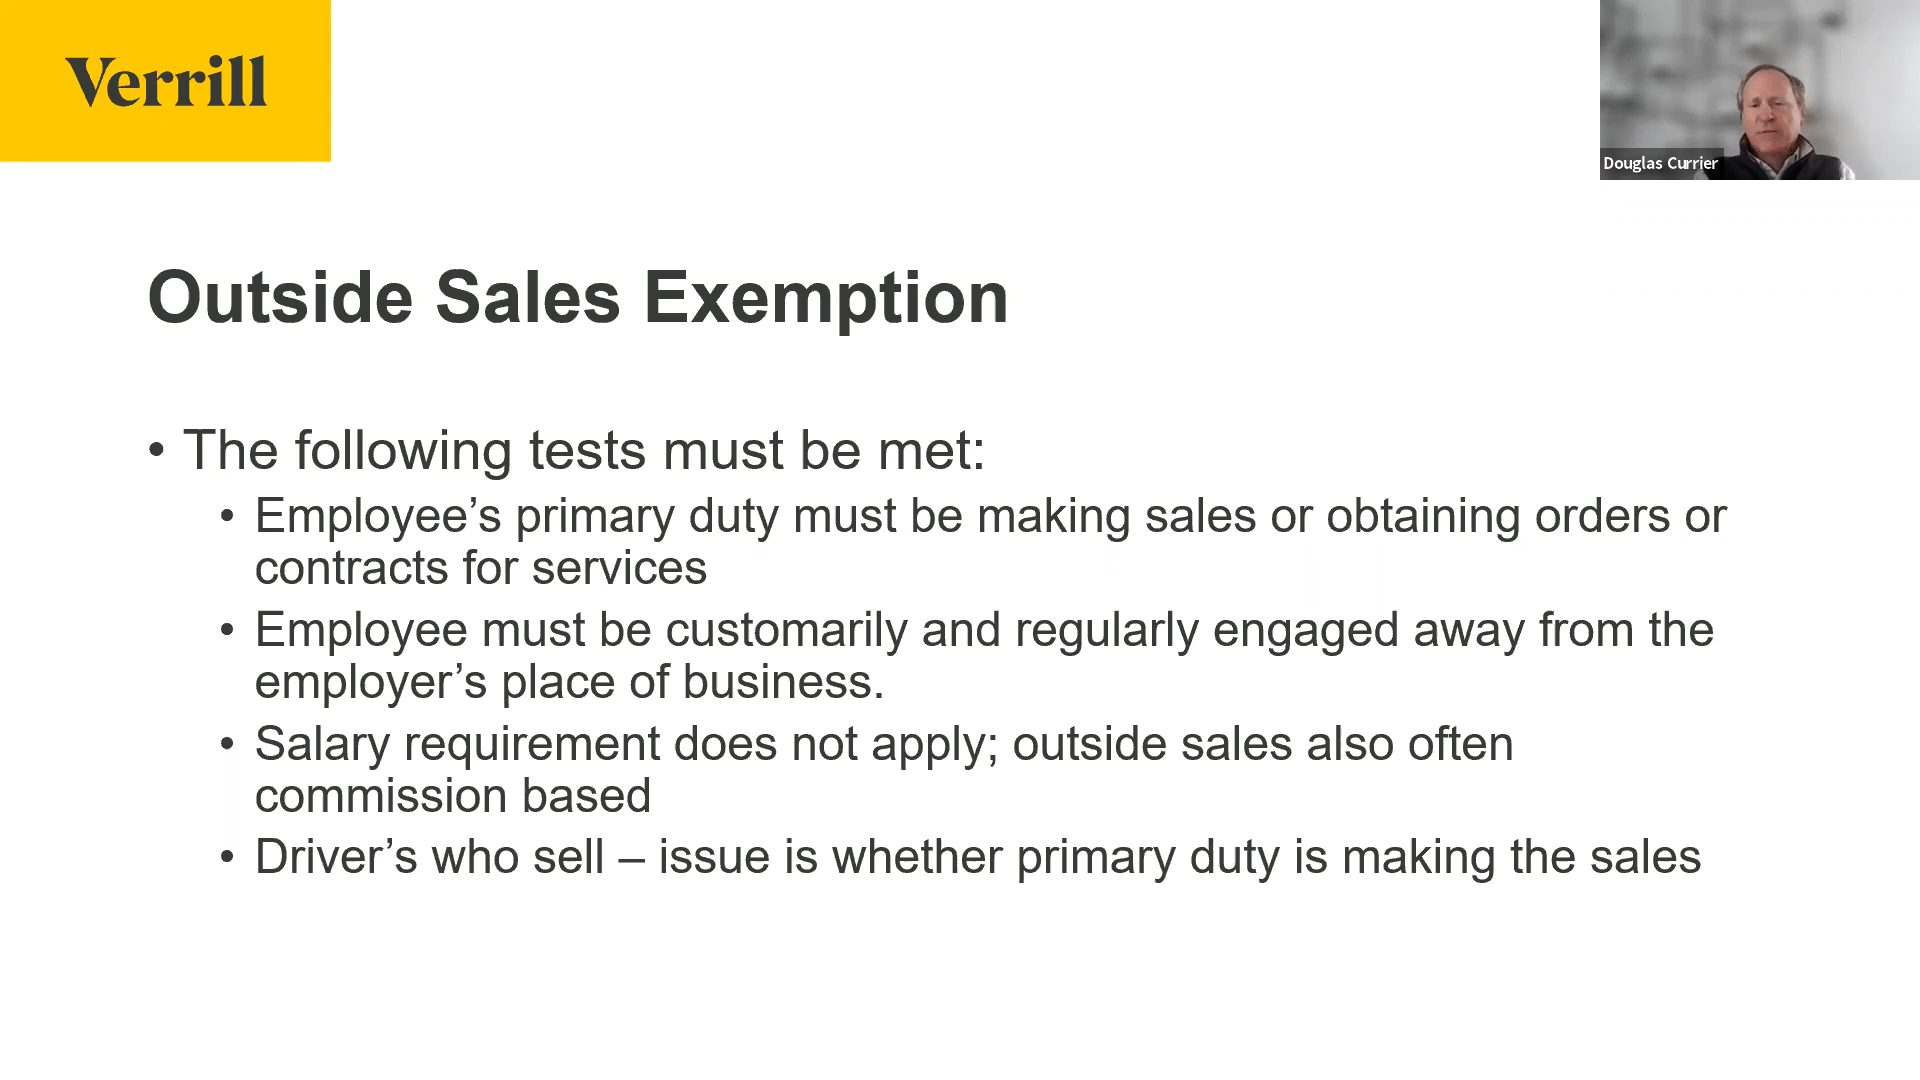 Verrill
Douglas Currier
Outside Sales Exemption
• The following tests must be met:
• Employee’s primary duty must be making sales or obtaining orders or
contracts for services
• Employee must be customarily and regularly engaged away from the
employer’s place of business.
• Salary requirement does not apply; outside sales also often
commission based
• Driver’s who sell – issue is whether primary duty is making the sales